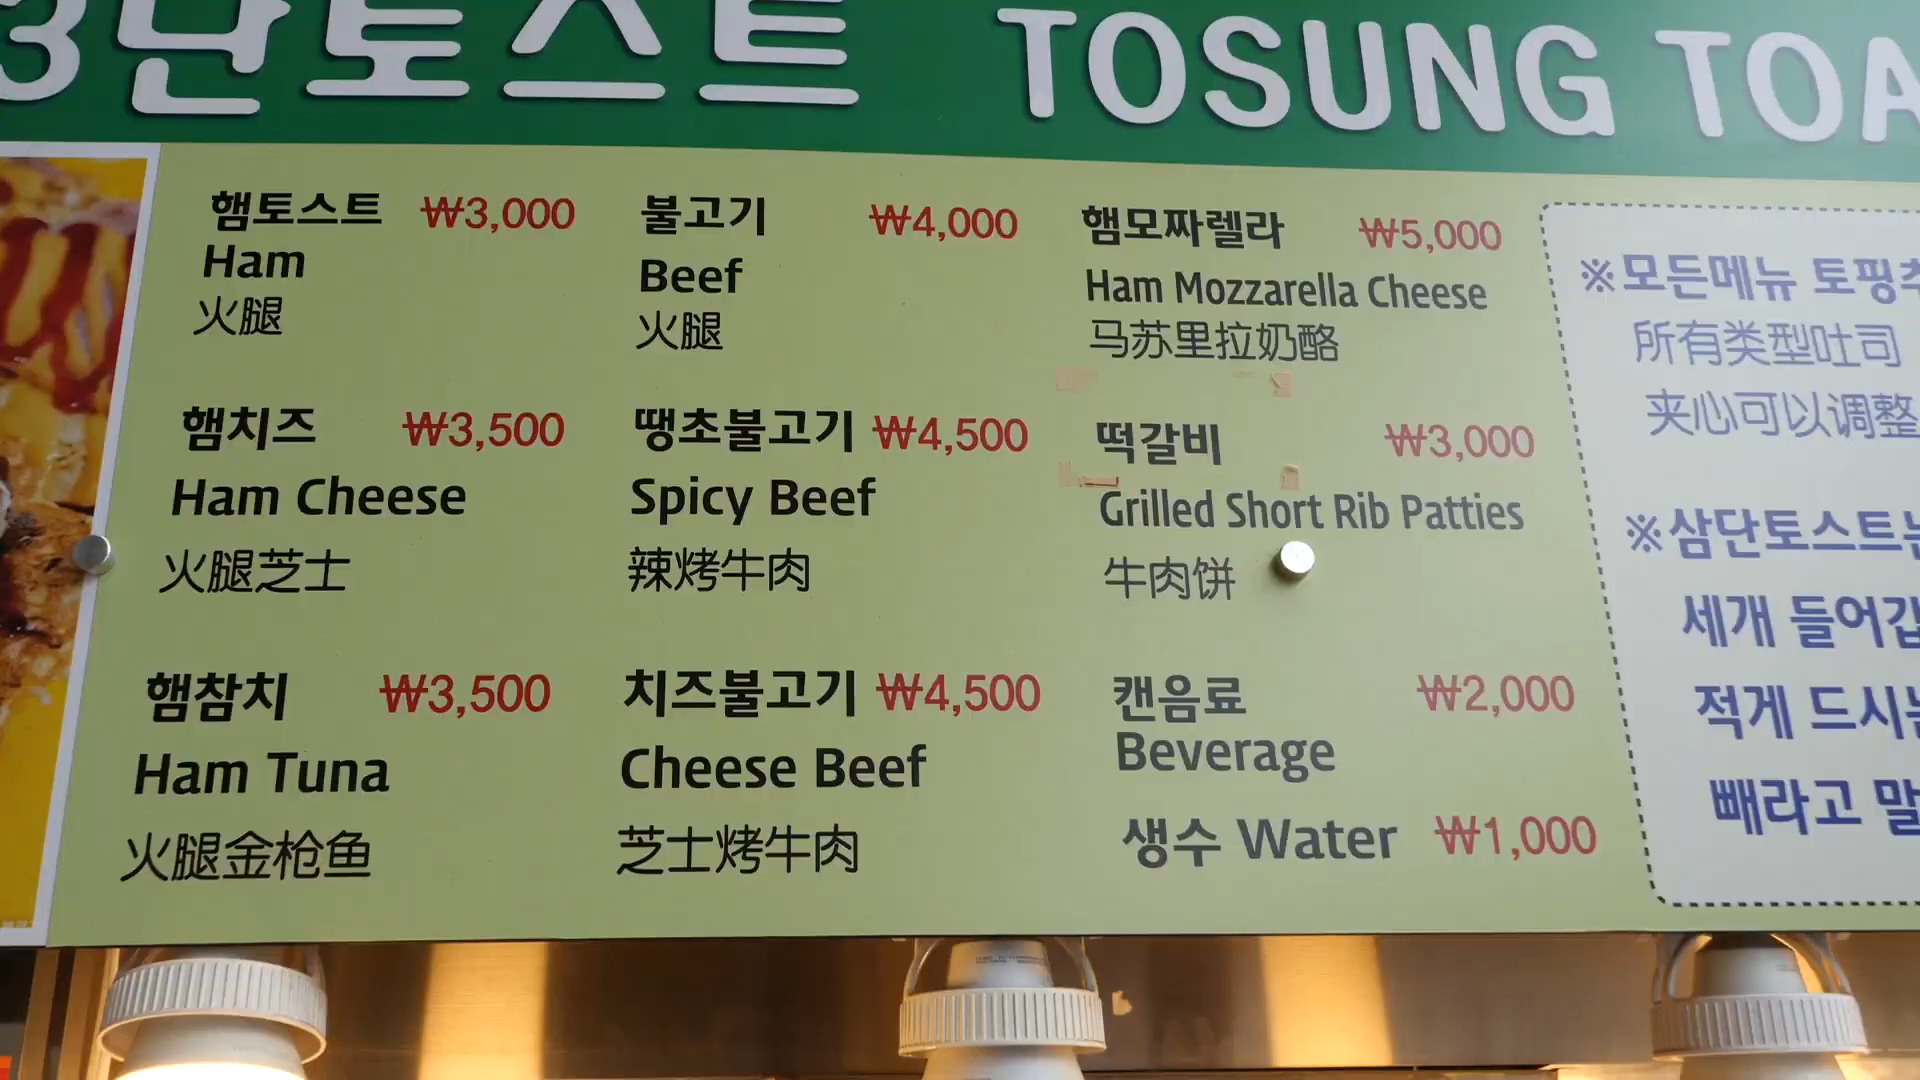 3단토스트 TOSUNG
햄토스트 ₩3,000
Ham
火腿
햄치즈 ₩3,500
Ham Cheese
火腿芝士
햄참치 ₩3,500
Ham Tuna
火腿金枪鱼
불고기 ₩4,000
Beef
火腿
땡초불고기 ₩4,500
Spicy Beef
辣烤牛肉
치즈불고기 ₩4,500
Cheese Beef
芝士烤牛肉
햄모짜렐라 ₩5,000
Ham Mozzarella Cheese
马苏里拉奶酪
떡갈비 ₩3,000
Grilled Short Rib Patties
牛肉饼
캔음료 ₩2,000
Beverage
생수 Water ₩1,000
※모든메뉴 토핑
所有类型吐司
夹心可以调整
※삼단토스트는
세개 들어갑
적게 드시는
빼라고 말